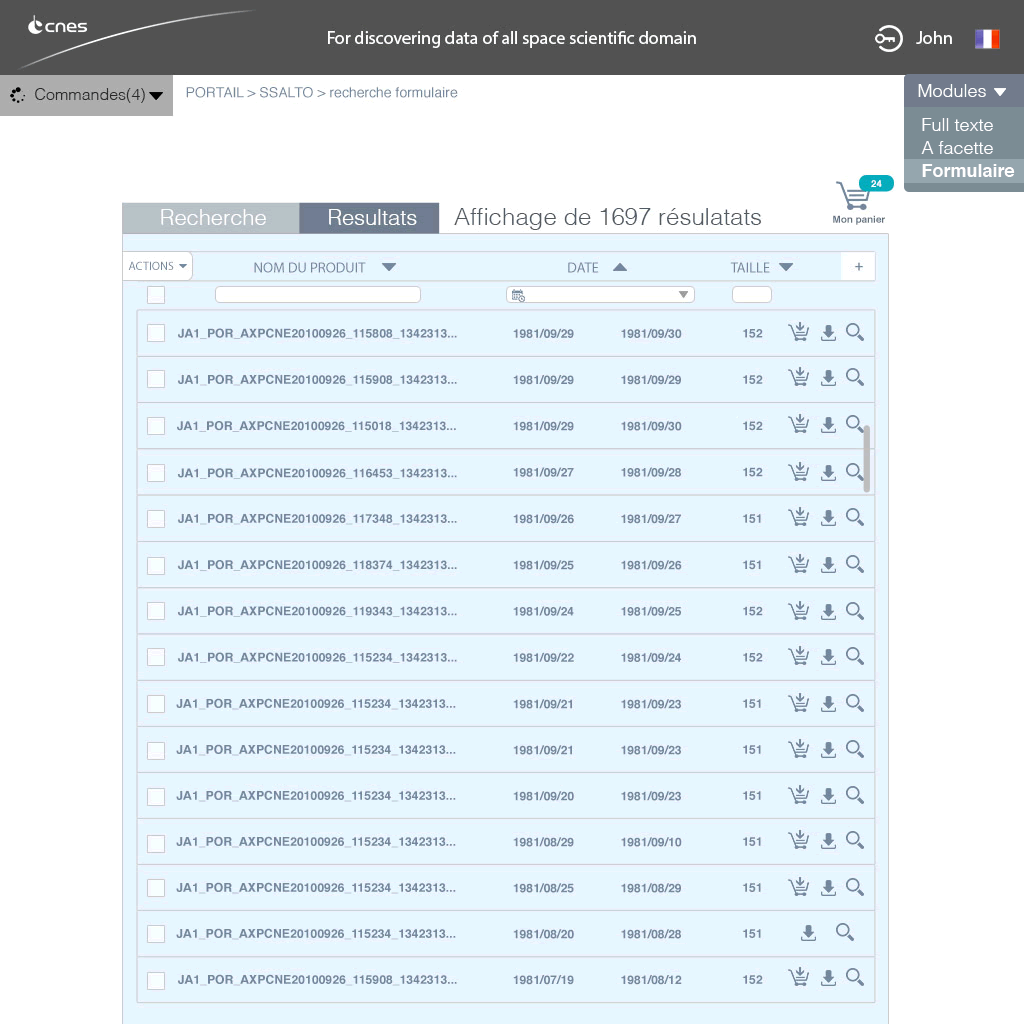 cnes
For discovering data of all space scientific domain
John
Commandes(4)
PORTAIL > SSALTO > recherche formulaire
Modules
Full texte
A facette
Formulaire
24
Mon panier
Recherche
Resultats
Affichage de 1697 résulatats
ACTIONS
NOM DU PRODUIT
DATE
TAILLE
+
JA1_POR_AXPCNE20100926_115808_1342313... 1981/09/29 1981/09/30 152
JA1_POR_AXPCNE20100926_115908_1342313... 1981/09/29 1981/09/29 152
JA1_POR_AXPCNE20100926_115018_1342313... 1981/09/29 1981/09/30 152
JA1_POR_AXPCNE20100926_116453_1342313... 1981/09/27 1981/09/28 152
JA1_POR_AXPCNE20100926_117348_1342313... 1981/09/26 1981/09/27 151
JA1_POR_AXPCNE20100926_118374_1342313... 1981/09/25 1981/09/26 151
JA1_POR_AXPCNE20100926_119343_1342313... 1981/09/24 1981/09/25 152
JA1_POR_AXPCNE20100926_115234_1342313... 1981/09/22 1981/09/24 152
JA1_POR_AXPCNE20100926_115234_1342313... 1981/09/21 1981/09/23 151
JA1_POR_AXPCNE20100926_115234_1342313... 1981/09/21 1981/09/23 151
JA1_POR_AXPCNE20100926_115234_1342313... 1981/09/20 1981/09/23 151
JA1_POR_AXPCNE20100926_115234_1342313... 1981/08/29 1981/09/10 151
JA1_POR_AXPCNE20100926_115234_1342313... 1981/08/25 1981/08/29 151
JA1_POR_AXPCNE20100926_115234_1342313... 1981/08/20 1981/08/28 151
JA1_POR_AXPCNE20100926_115908_1342313... 1981/07/19 1981/08/12 152